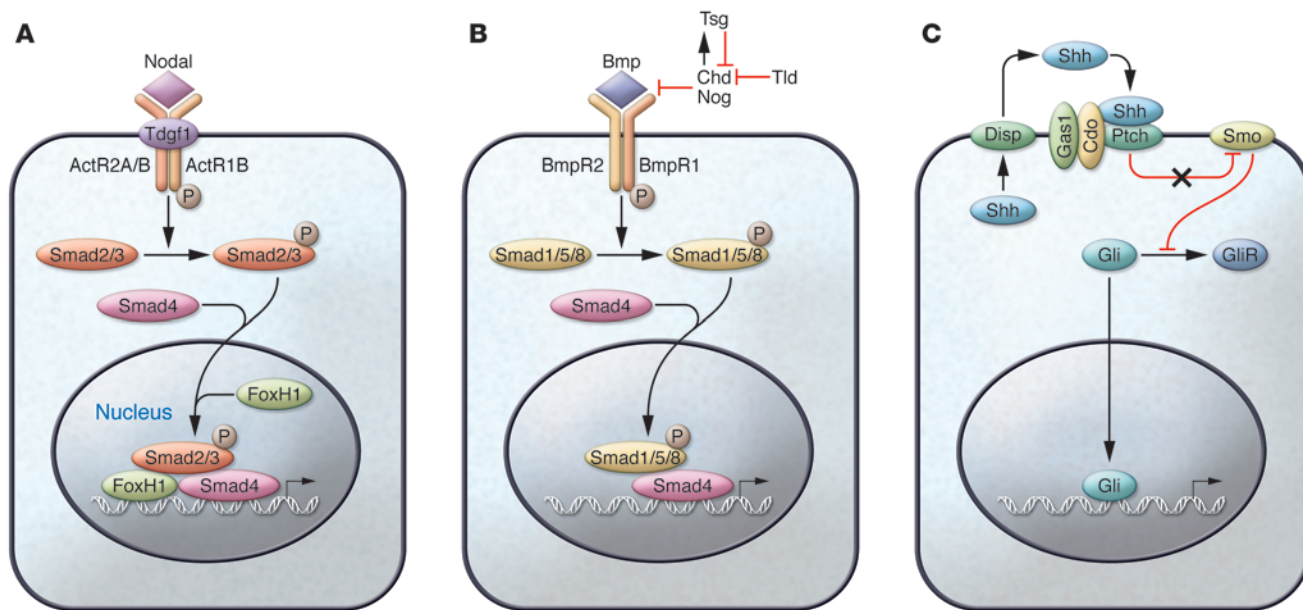 A
Nodal
Tdgf1
ActR2A/B
ActR1B
P
Smad2/3
Smad2/3
P
Smad4
FoxH1
Nucleus
P
Smad2/3
FoxH1
Smad4
B
Bmp
Tsg
Chd
Nog
Tld
BmpR2
BmpR1
P
Smad1/5/8
Smad1/5/8
P
Smad4
P
Smad1/5/8
Smad4
C
Shh
Shh
Disp
Gas1
Cdo
Ptch
Smo
Shh
Gli
GliR
Gli